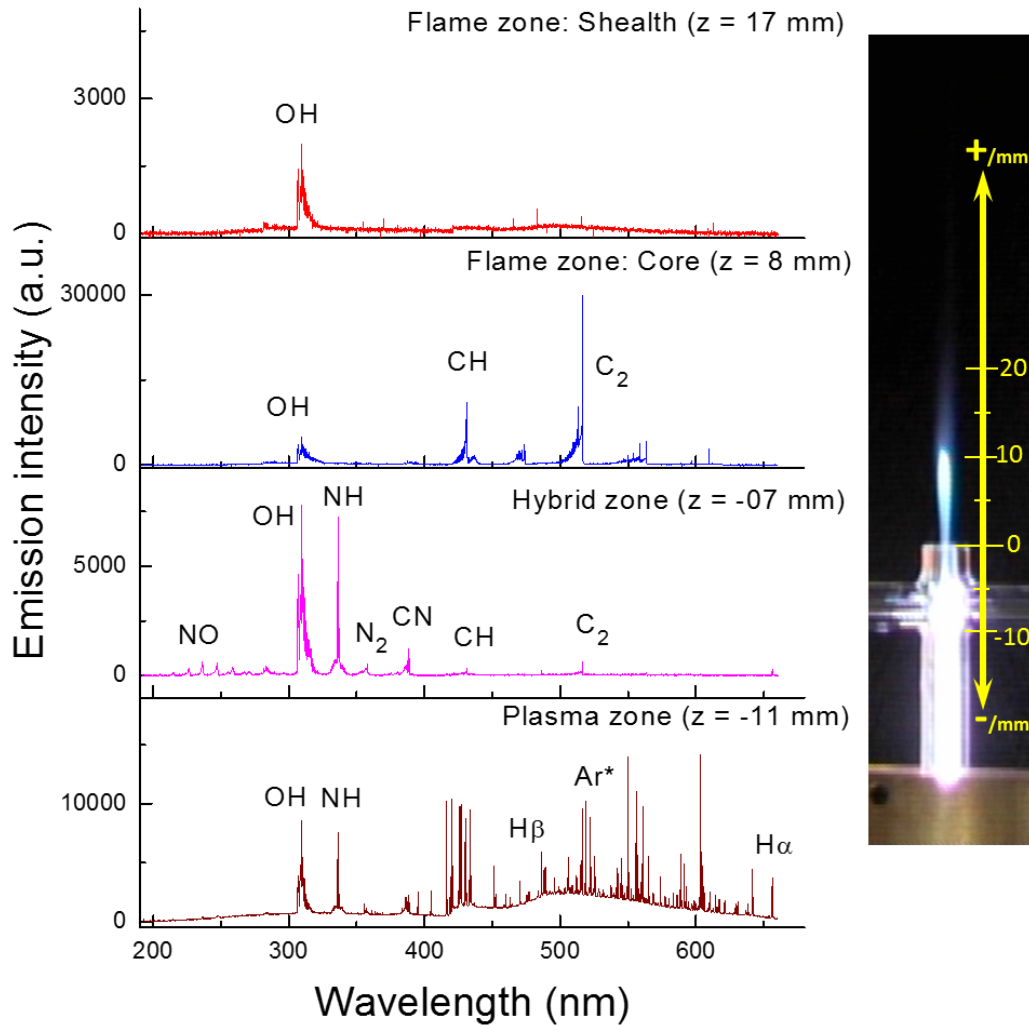 Emission intensity (a.u.)
Flame zone: Shealth (z = 17 mm)
3000
0
OH
Flame zone: Core (z = 8 mm)
30000
0
OH
CH
C2
Hybrid zone (z = -07 mm)
5000
0
NO
OH
NH
N2
CN
CH
C2
Plasma zone (z = -11 mm)
10000
0
OH
NH
Hβ
Ar*
Hα
200
300
400
500
600
Wavelength (nm)
+/mm
20
10
0
-10
-/mm